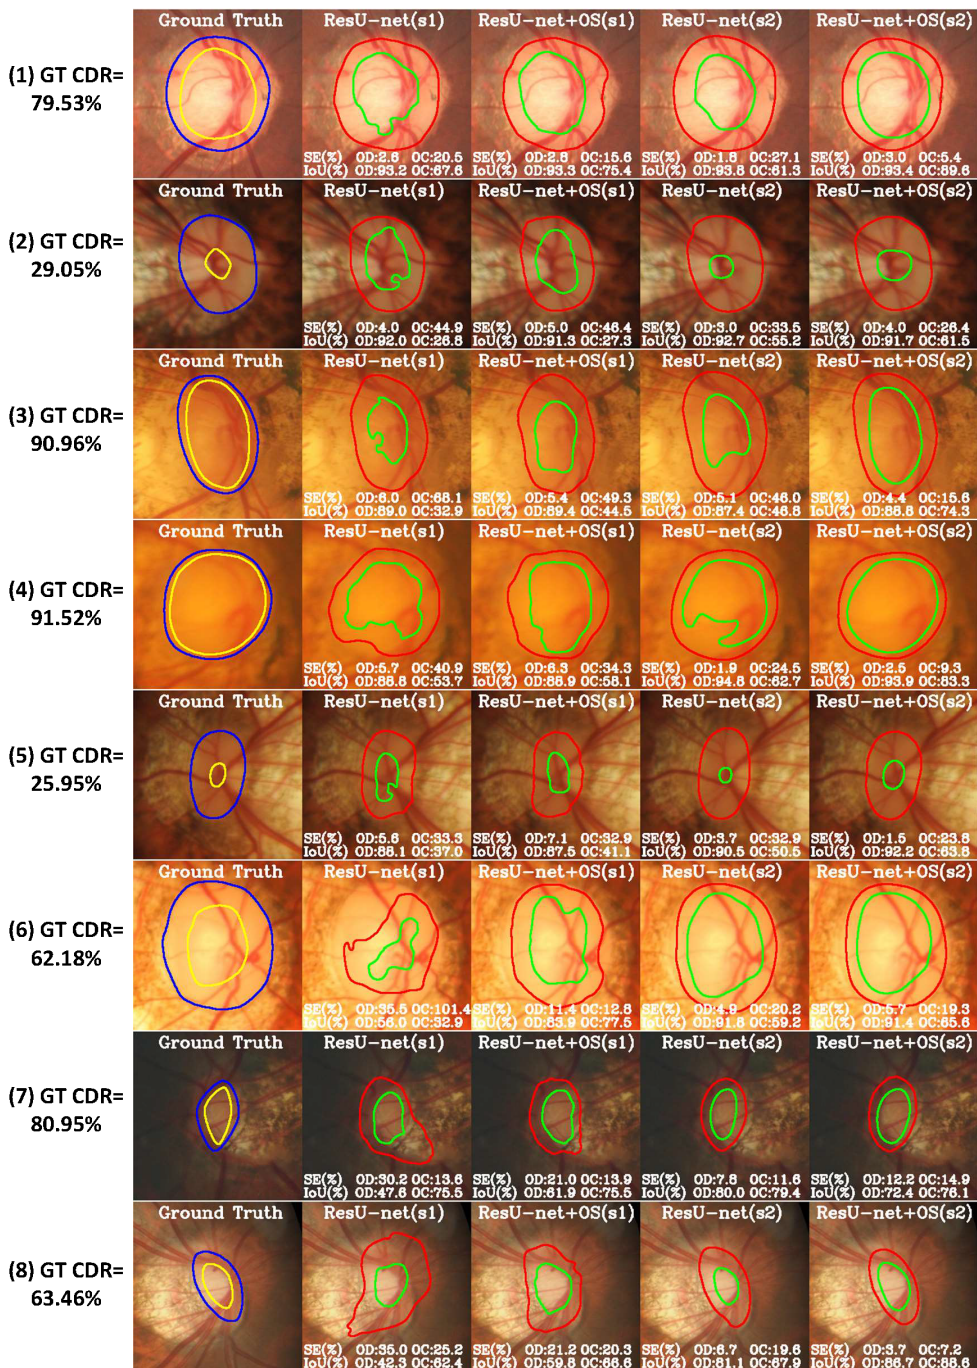 Ground Truth ResU-net(s1) ResU-net+OS(s1) ResU-net(s2) ResU-net+OS(s2)
(1) GT CDR=
79.53%
SE(%) OD:2.8 OC:20.5 SE(%) OD:2.8 OC:15.6 SE(%) OD:1.8 OC:27.1 SE(%) OD:3.0 OC:5.4
IoU(%) OD:93.2 OC:67.6 IoU(%) OD:93.3 OC:75.4 IoU(%) OD:93.8 OC:61.3 IoU(%) OD:93.4 OC:89.6
Ground Truth ResU-net(s1) ResU-net+OS(s1) ResU-net(s2) ResU-net+OS(s2)
(2) GT CDR=
29.05%
SE(%) OD:4.0 OC:44.9 SE(%) OD:5.0 OC:46.4 SE(%) OD:3.0 OC:33.5 SE(%) OD:4.0 OC:26.4
IoU(%) OD:92.0 OC:26.8 IoU(%) OD:91.3 OC:27.3 IoU(%) OD:92.7 OC:55.2 IoU(%) OD:91.7 OC:61.5
Ground Truth ResU-net(s1) ResU-net+OS(s1) ResU-net(s2) ResU-net+OS(s2)
(3) GT CDR=
90.96%
SE(%) OD:6.0 OC:68.1 SE(%) OD:5.4 OC:49.3 SE(%) OD:5.1 OC:46.0 SE(%) OD:4.4 OC:15.6
IoU(%) OD:89.0 OC:32.9 IoU(%) OD:89.4 OC:44.5 IoU(%) OD:87.4 OC:46.8 IoU(%) OD:88.8 OC:74.3
Ground Truth ResU-net(s1) ResU-net+OS(s1) ResU-net(s2) ResU-net+OS(s2)
(4) GT CDR=
91.52%
SE(%) OD:5.7 OC:40.9 SE(%) OD:6.3 OC:34.3 SE(%) OD:1.9 OC:24.5 SE(%) OD:2.5 OC:9.3
IoU(%) OD:88.8 OC:53.7 IoU(%) OD:88.9 OC:58.1 IoU(%) OD:94.8 OC:62.7 IoU(%) OD:93.9 OC:83.3
Ground Truth ResU-net(s1) ResU-net+OS(s1) ResU-net(s2) ResU-net+OS(s2)
(5) GT CDR=
25.95%
SE(%) OD:5.6 OC:33.3 SE(%) OD:7.1 OC:32.9 SE(%) OD:3.7 OC:32.9 SE(%) OD:1.5 OC:23.8
IoU(%) OD:88.1 OC:37.0 IoU(%) OD:87.5 OC:41.1 IoU(%) OD:90.5 OC:50.5 IoU(%) OD:92.2 OC:63.8
Ground Truth ResU-net(s1) ResU-net+OS(s1) ResU-net(s2) ResU-net+OS(s2)
(6) GT CDR=
62.18%
SE(%) OD:35.5 OC:101.4 SE(%) OD:11.4 OC:12.8 SE(%) OD:4.9 OC:20.2 SE(%) OD:5.7 OC:19.3
IoU(%) OD:56.0 OC:32.9 IoU(%) OD:83.9 OC:77.5 IoU(%) OD:91.8 OC:59.2 IoU(%) OD:91.4 OC:65.6
Ground Truth ResU-net(s1) ResU-net+OS(s1) ResU-net(s2) ResU-net+OS(s2)
(7) GT CDR=
80.95%
SE(%) OD:30.2 OC:13.6 SE(%) OD:21.0 OC:13.9 SE(%) OD:7.8 OC:11.6 SE(%) OD:12.2 OC:14.9
IoU(%) OD:47.6 OC:75.5 IoU(%) OD:61.9 OC:75.5 IoU(%) OD:80.0 OC:79.4 IoU(%) OD:72.4 OC:76.1
Ground Truth ResU-net(s1) ResU-net+OS(s1) ResU-net(s2) ResU-net+OS(s2)
(8) GT CDR=
63.46%
SE(%) OD:35.0 OC:25.2 SE(%) OD:21.2 OC:20.3 SE(%) OD:6.7 OC:19.6 SE(%) OD:3.7 OC:7.2
IoU(%) OD:42.3 OC:62.4 IoU(%) OD:59.8 OC:66.6 IoU(%) OD:81.1 OC:67.9